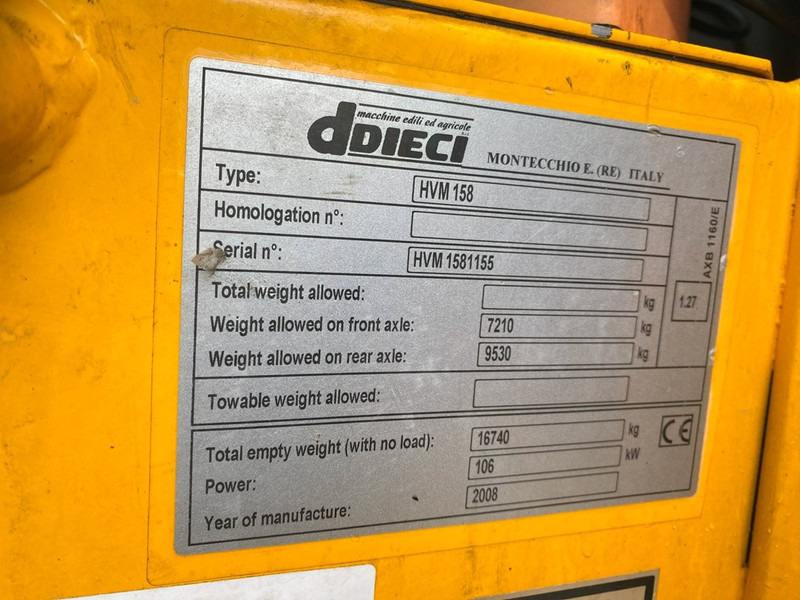 macchine edili ed agricole
dDIECI MONTECCHIO E. (RE) ITALY
Type: HVM 158
Homologation n°:
Serial n°: HVM 1581155
Total weight allowed: kg
Weight allowed on front axle: 7210 kg
Weight allowed on rear axle: 9530 kg
1.27
AXB 1160/E
Towable weight allowed:
Total empty weight (with no load): 16740 kg
Power: 106 kW
Year of manufacture: 2008
CE